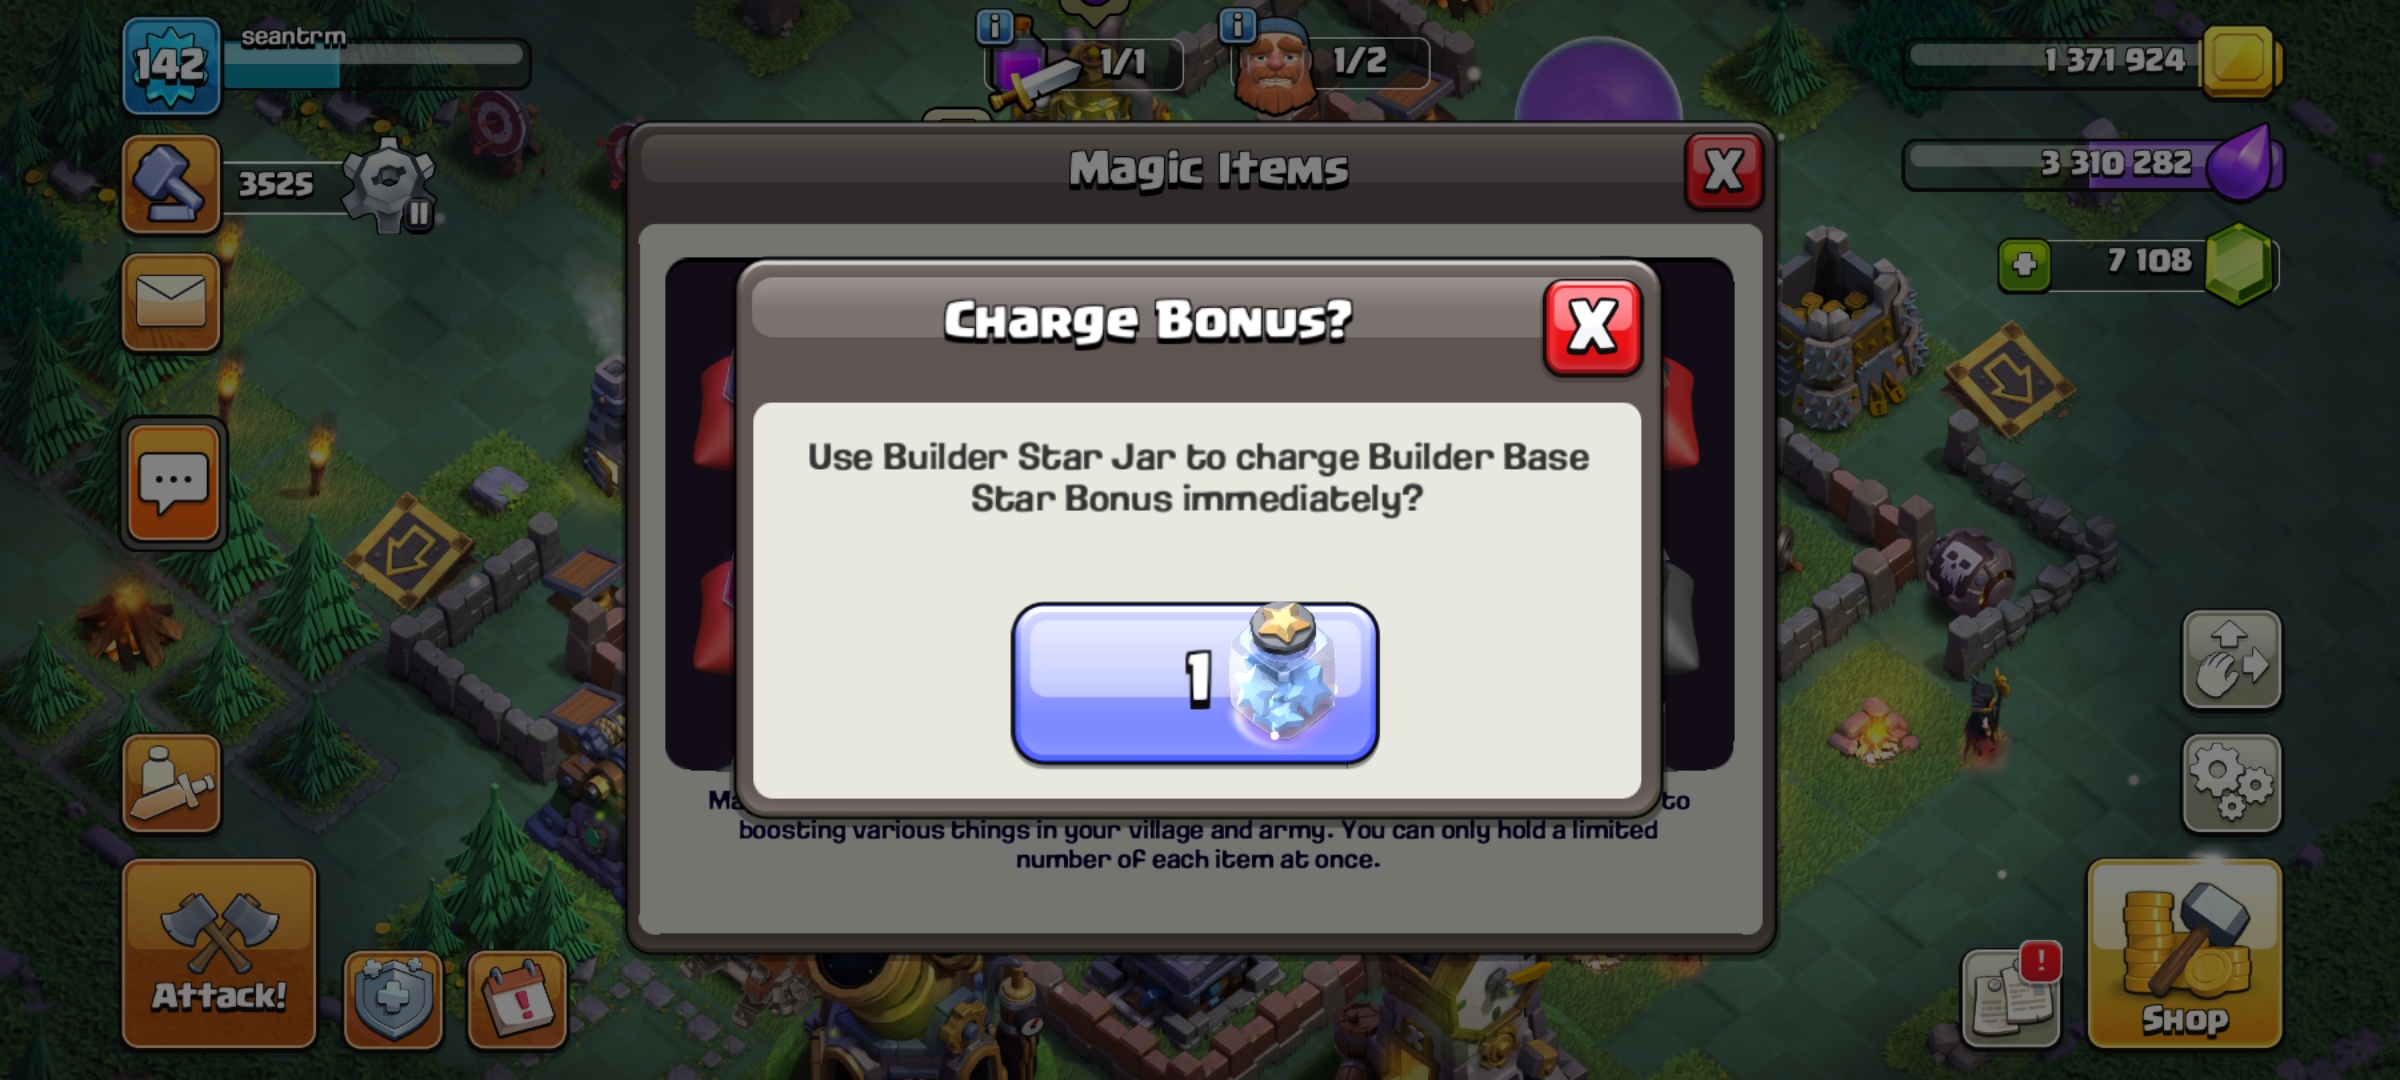 142
seantrm
i
1/1
i
1/2
1 371 924
3525
3 310 282
7 108
Magic Items
X
Charge Bonus?
X
Use Builder Star Jar to charge Builder Base
Star Bonus immediately?
1
to
boosting various things in your village and army. You can only hold a limited
number of each item at once.
Attack!
!
!
Shop